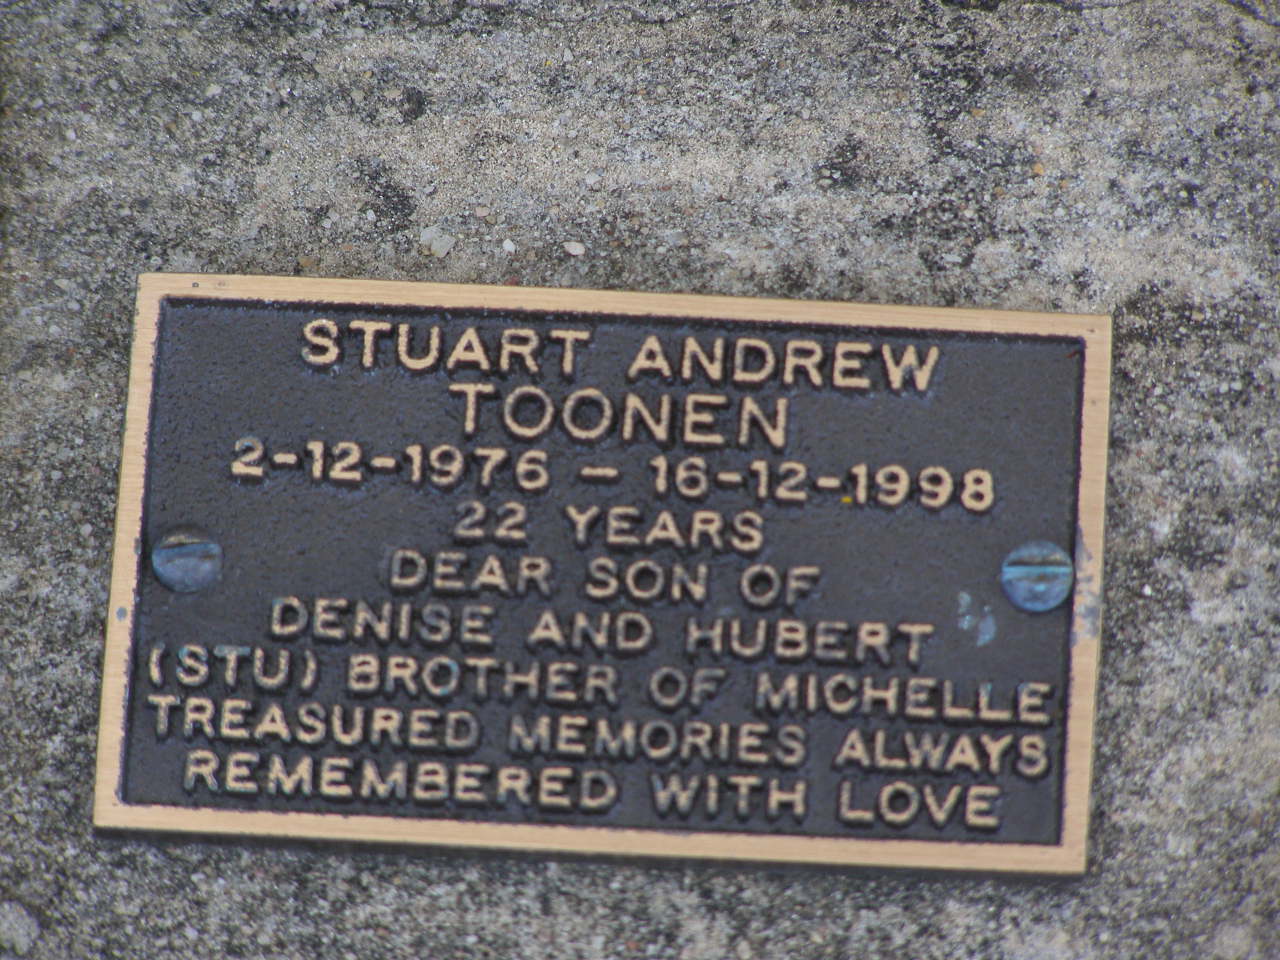 STUART ANDREW
TOONEN
2-12-1976 – 16-12-1998
22 YEARS
DEAR SON OF
DENISE AND HUBERT
(STU) BROTHER OF MICHELLE
TREASURED MEMORIES ALWAYS
REMEMBERED WITH LOVE